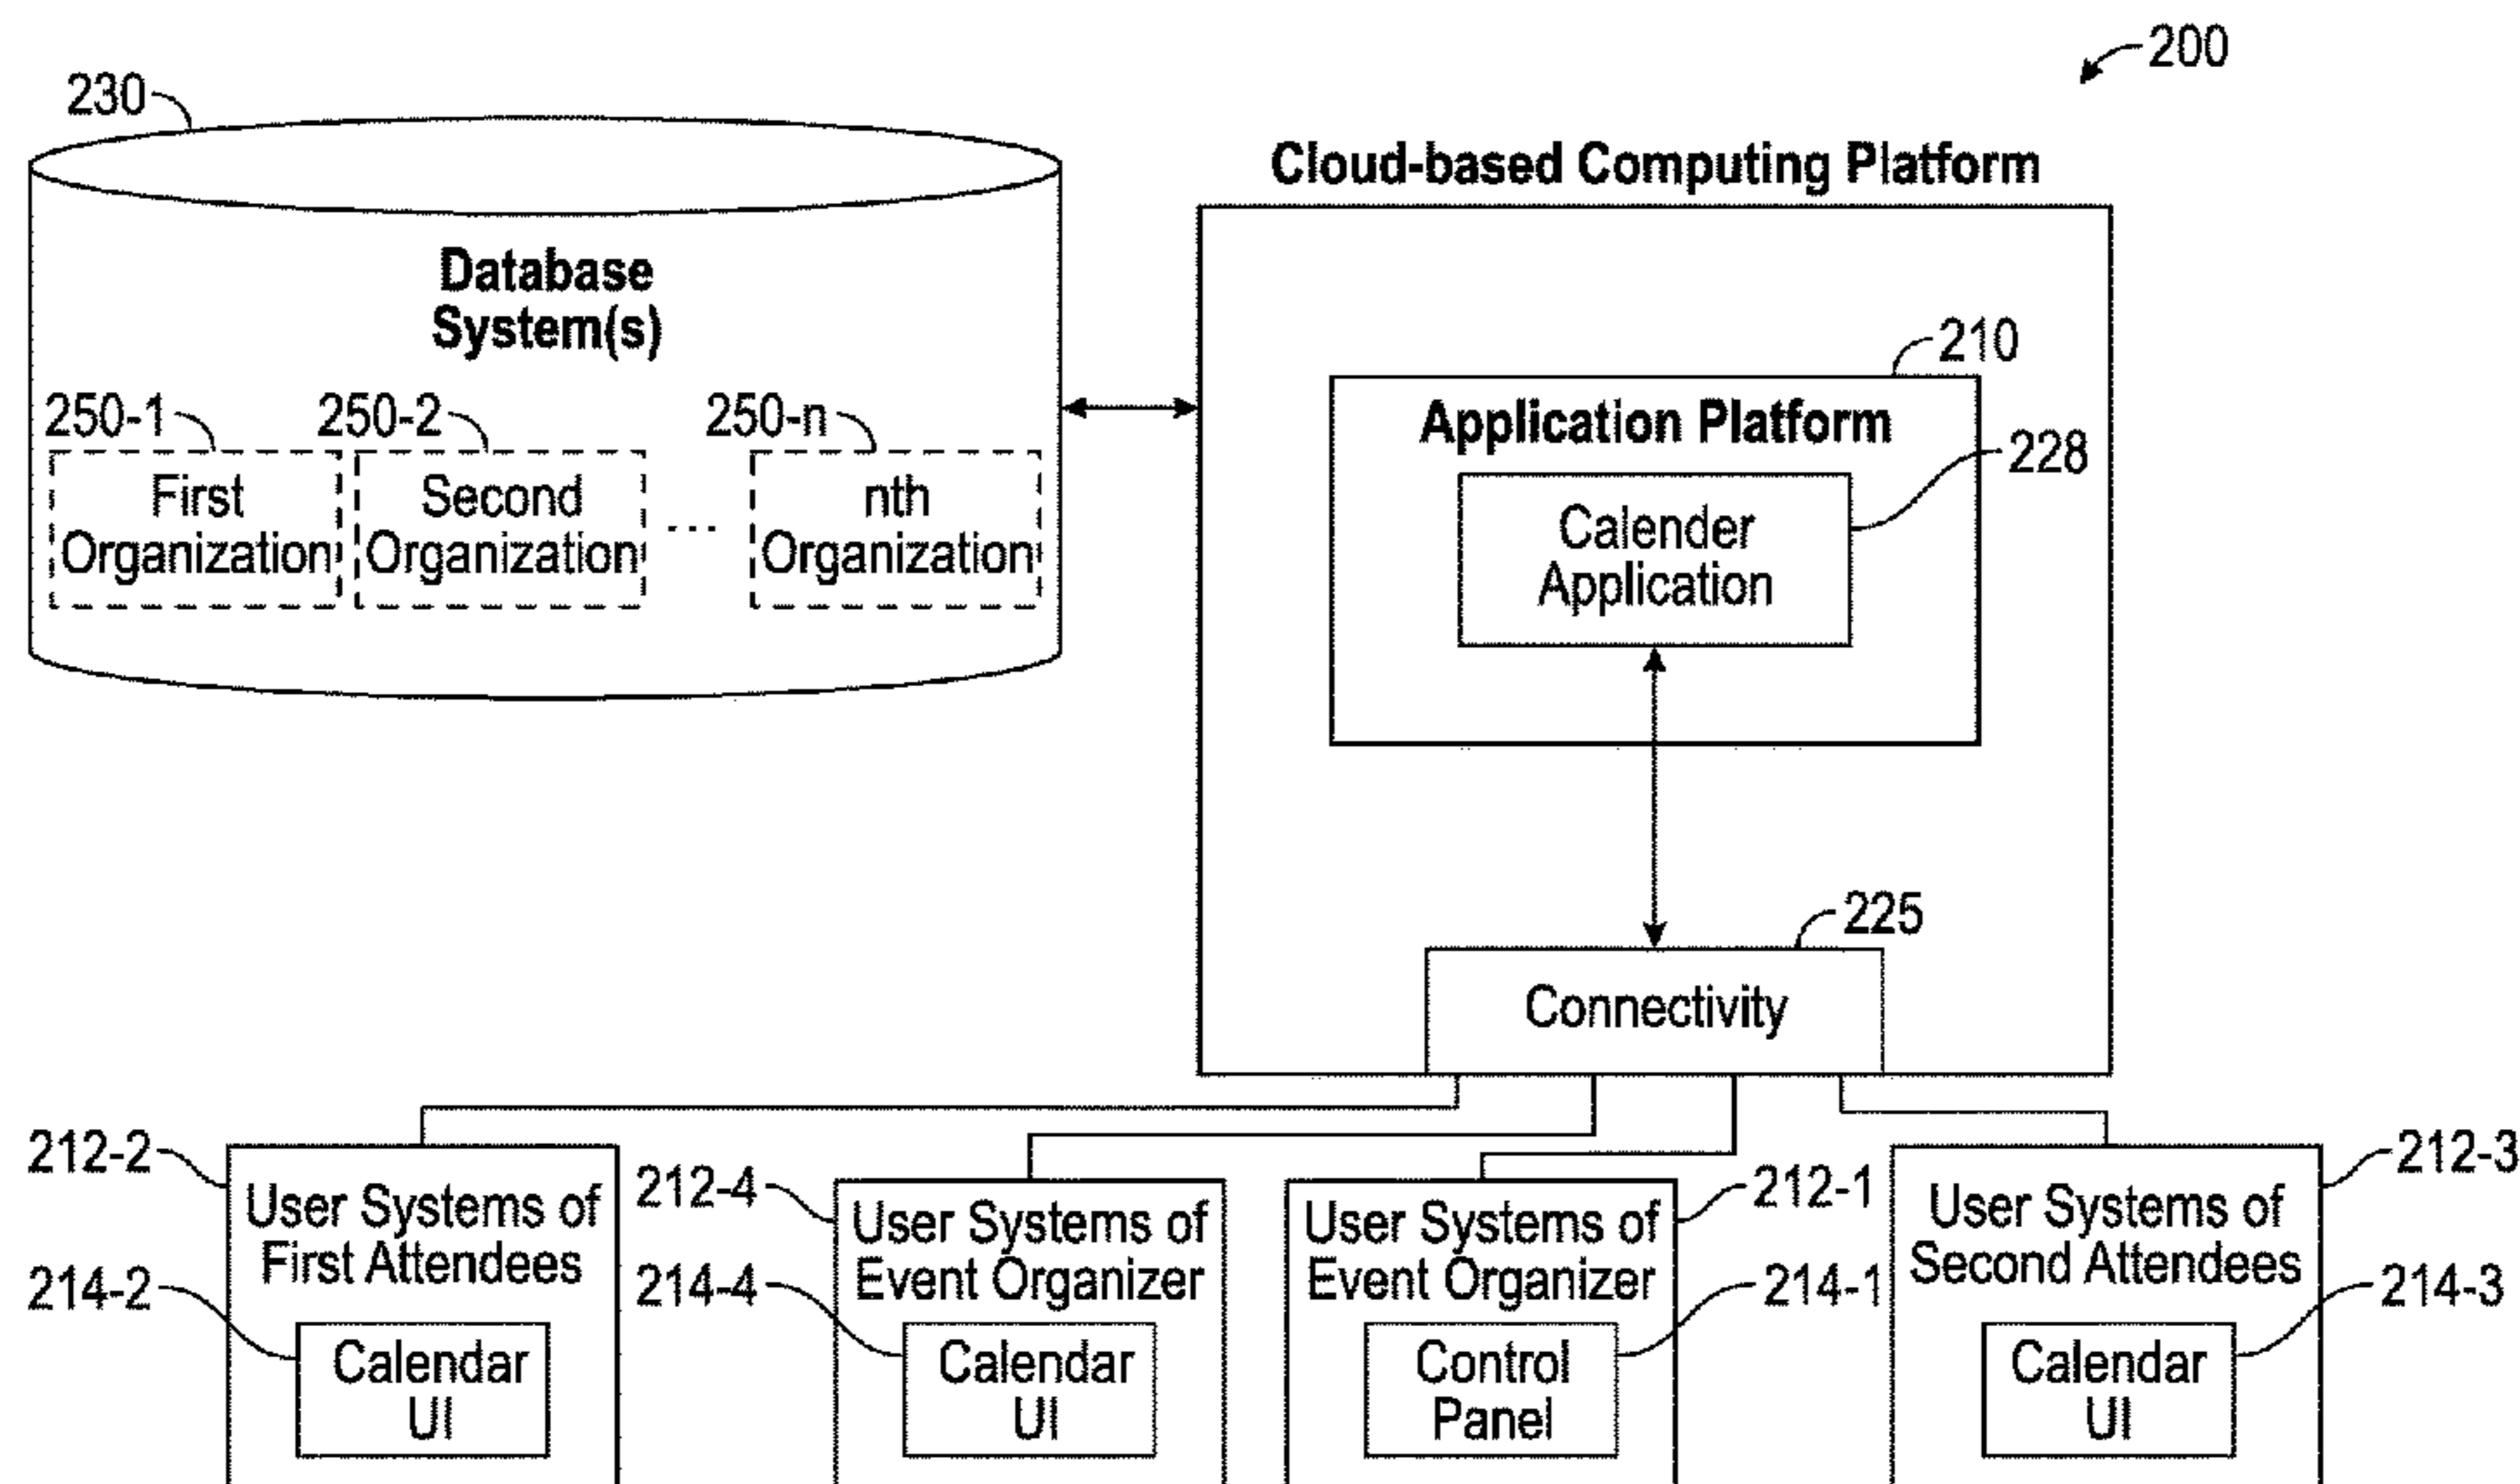 200
230
Cloud-based Computing Platform
Database
System(s)
210
250-1 250-2 250-n
Application Platform
228
First
Organization
Second
Organization
...
nth
Organization
Calender
Application
225
Connectivity
212-2
User Systems of
First Attendees
214-2
Calendar
UI
212-4
User Systems of
Event Organizer
214-4
Calendar
UI
212-1
User Systems of
Event Organizer
214-1
Control
Panel
212-3
User Systems of
Second Attendees
214-3
Calendar
UI